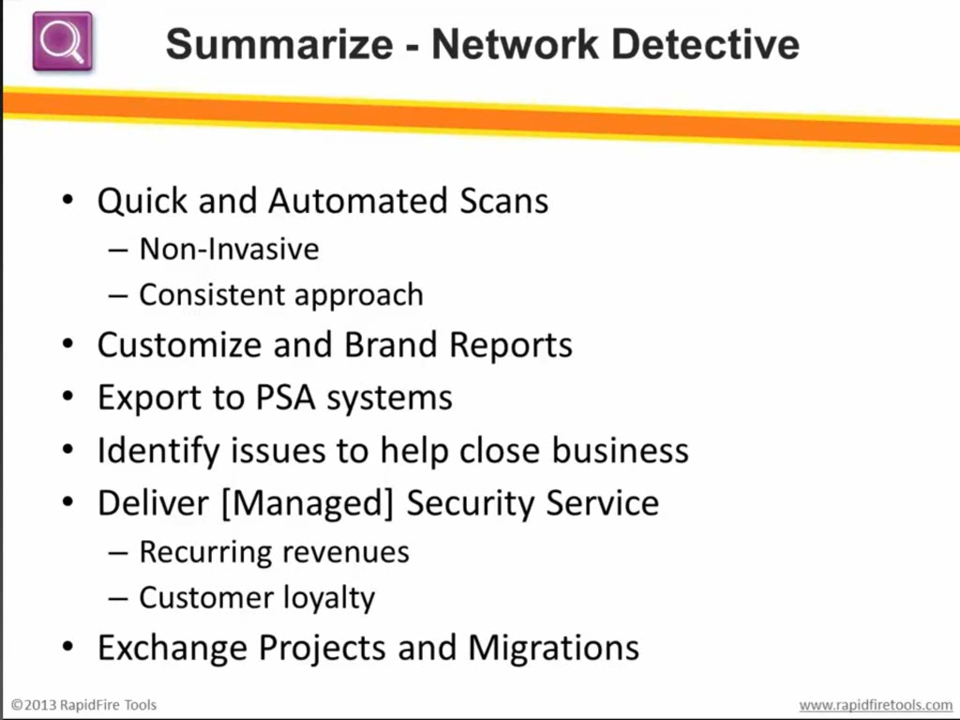 Summarize - Network Detective
• Quick and Automated Scans
– Non-Invasive
– Consistent approach
• Customize and Brand Reports
• Export to PSA systems
• Identify issues to help close business
• Deliver [Managed] Security Service
– Recurring revenues
– Customer loyalty
• Exchange Projects and Migrations
©2013 RapidFire Tools
www.rapidfiretools.com